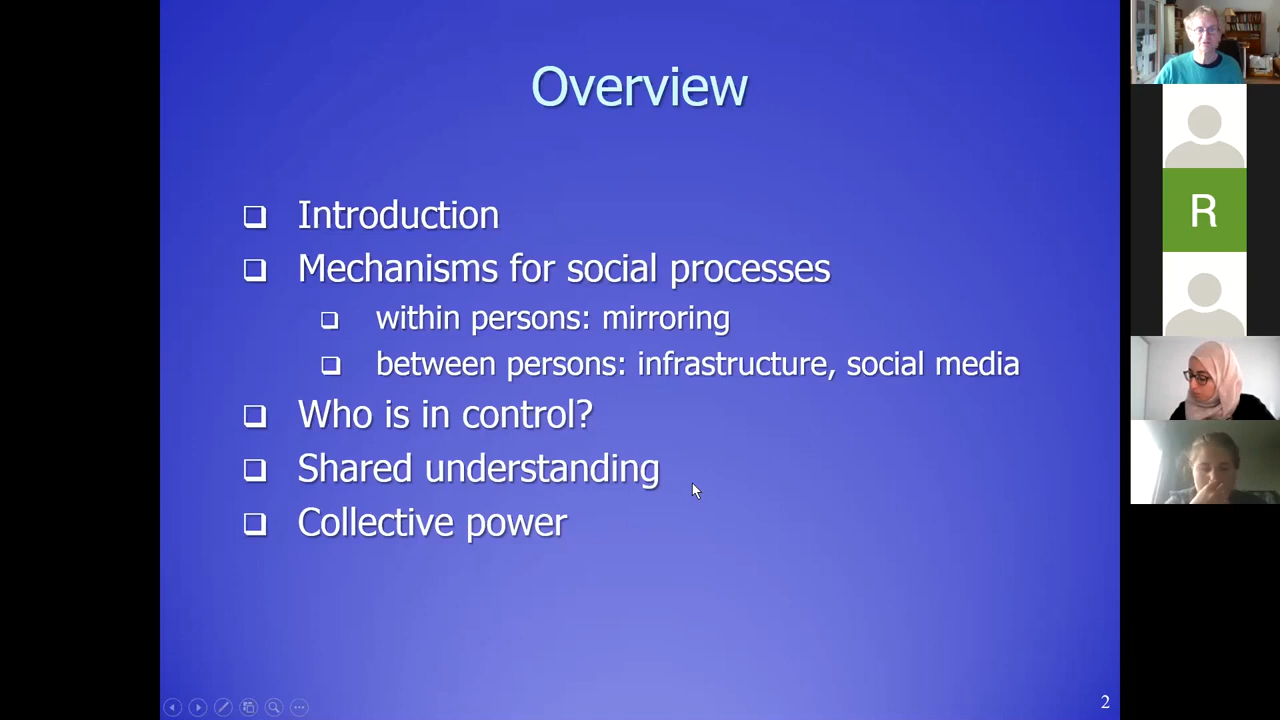 Overview
Introduction
Mechanisms for social processes
within persons: mirroring
between persons: infrastructure, social media
Who is in control?
Shared understanding
Collective power
2
R